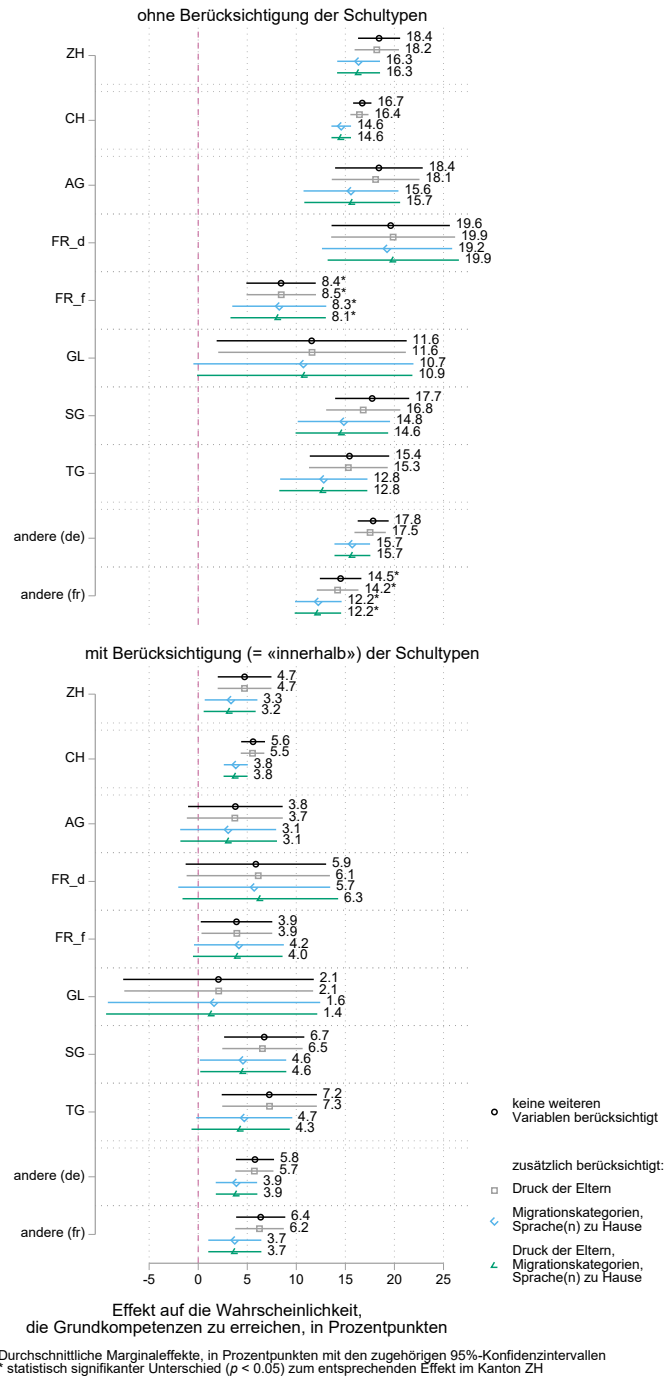 ohne Berücksichtigung der Schultypen
ZH
18.4
18.2
16.3
16.3
CH
16.7
16.4
14.6
14.6
AG
18.4
18.1
15.6
15.7
FR_d
19.6
19.9
19.2
19.9
FR_f
8.4*
8.5*
8.3*
8.1*
GL
11.6
11.6
10.7
10.9
SG
17.7
16.8
14.8
14.6
TG
15.4
15.3
12.8
12.8
andere (de)
17.8
17.5
15.7
15.7
andere (fr)
14.5*
14.2*
12.2*
12.2*
mit Berücksichtigung (= «innerhalb») der Schultypen
ZH
4.7
4.7
3.3
3.2
CH
5.6
5.5
3.8
3.8
AG
3.8
3.7
3.1
3.1
FR_d
5.9
6.1
5.7
6.3
FR_f
3.9
3.9
4.2
4.0
GL
2.1
2.1
1.6
1.4
SG
6.7
6.5
4.6
4.6
TG
7.2
7.3
4.7
4.3
andere (de)
5.8
5.7
3.9
3.9
andere (fr)
6.4
6.2
3.7
3.7
-5 0 5 10 15 20 25
Effekt auf die Wahrscheinlichkeit,
die Grundkompetenzen zu erreichen, in Prozentpunkten
keine weiteren
Variablen berücksichtigt
zusätzlich berücksichtigt:
Druck der Eltern
Migrationskategorien,
Sprache(n) zu Hause
Druck der Eltern,
Migrationskategorien,
Sprache(n) zu Hause
Durchschnittliche Marginaleffekte, in Prozentpunkten mit den zugehörigen 95%-Konfidenzintervallen
* statistisch signifikanter Unterschied (p < 0.05) zum entsprechenden Effekt im Kanton ZH